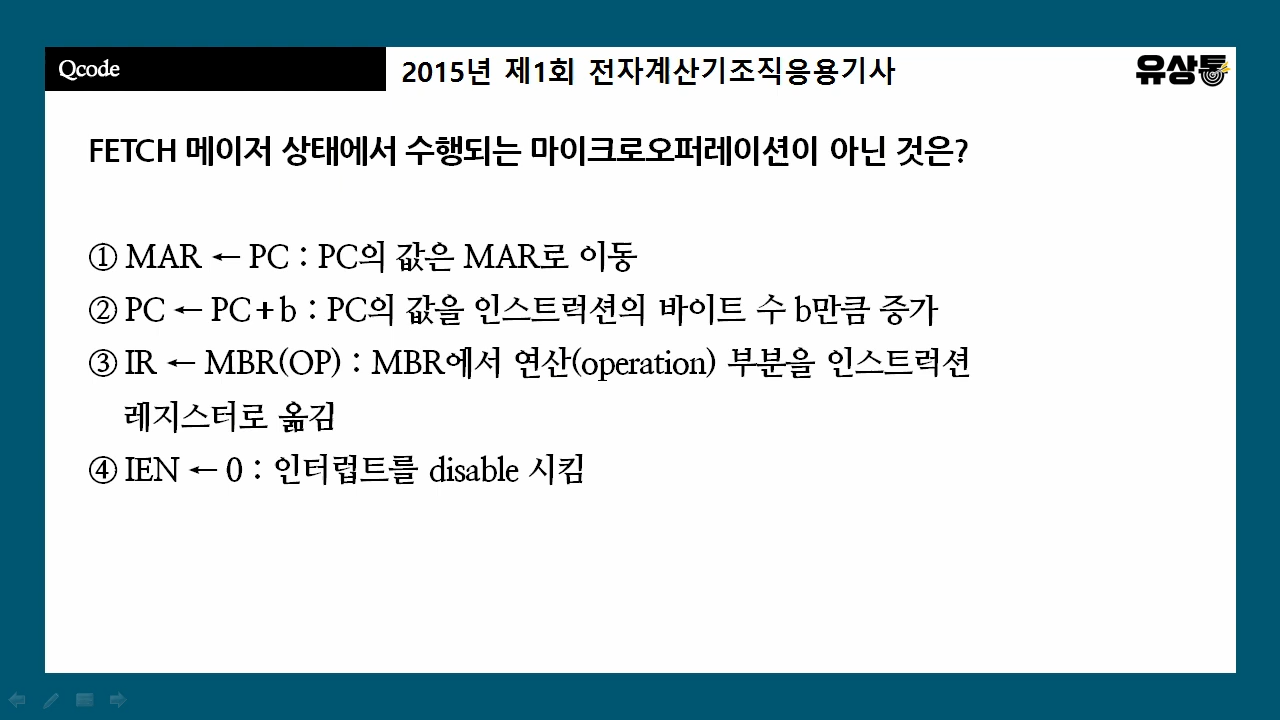 Qcode
2015년 제1회 전자계산기조직응용기사
유상통
FETCH 메이저 상태에서 수행되는 마이크로오퍼레이션이 아닌 것은?
① MAR ← PC : PC의 값은 MAR로 이동
② PC ← PC+b : PC의 값을 인스트럭션의 바이트 수 b만큼 증가
③ IR ← MBR(OP) : MBR에서 연산(operation) 부분을 인스트럭션
레지스터로 옮김
④ IEN ← 0 : 인터럽트를 disable 시킴